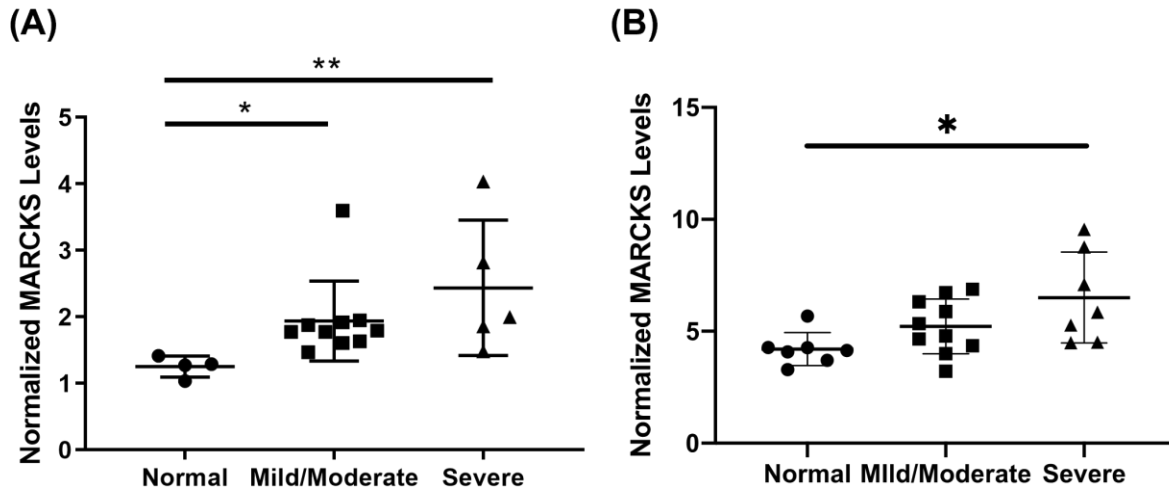 (A)
**
*
Normalized MARCKS Levels
5
4
3
2
1
0
Normal
Mild/Moderate
Severe
(B)
*
Normalized MARCKS Levels
15
10
5
0
Normal
MIld/Moderate
Severe